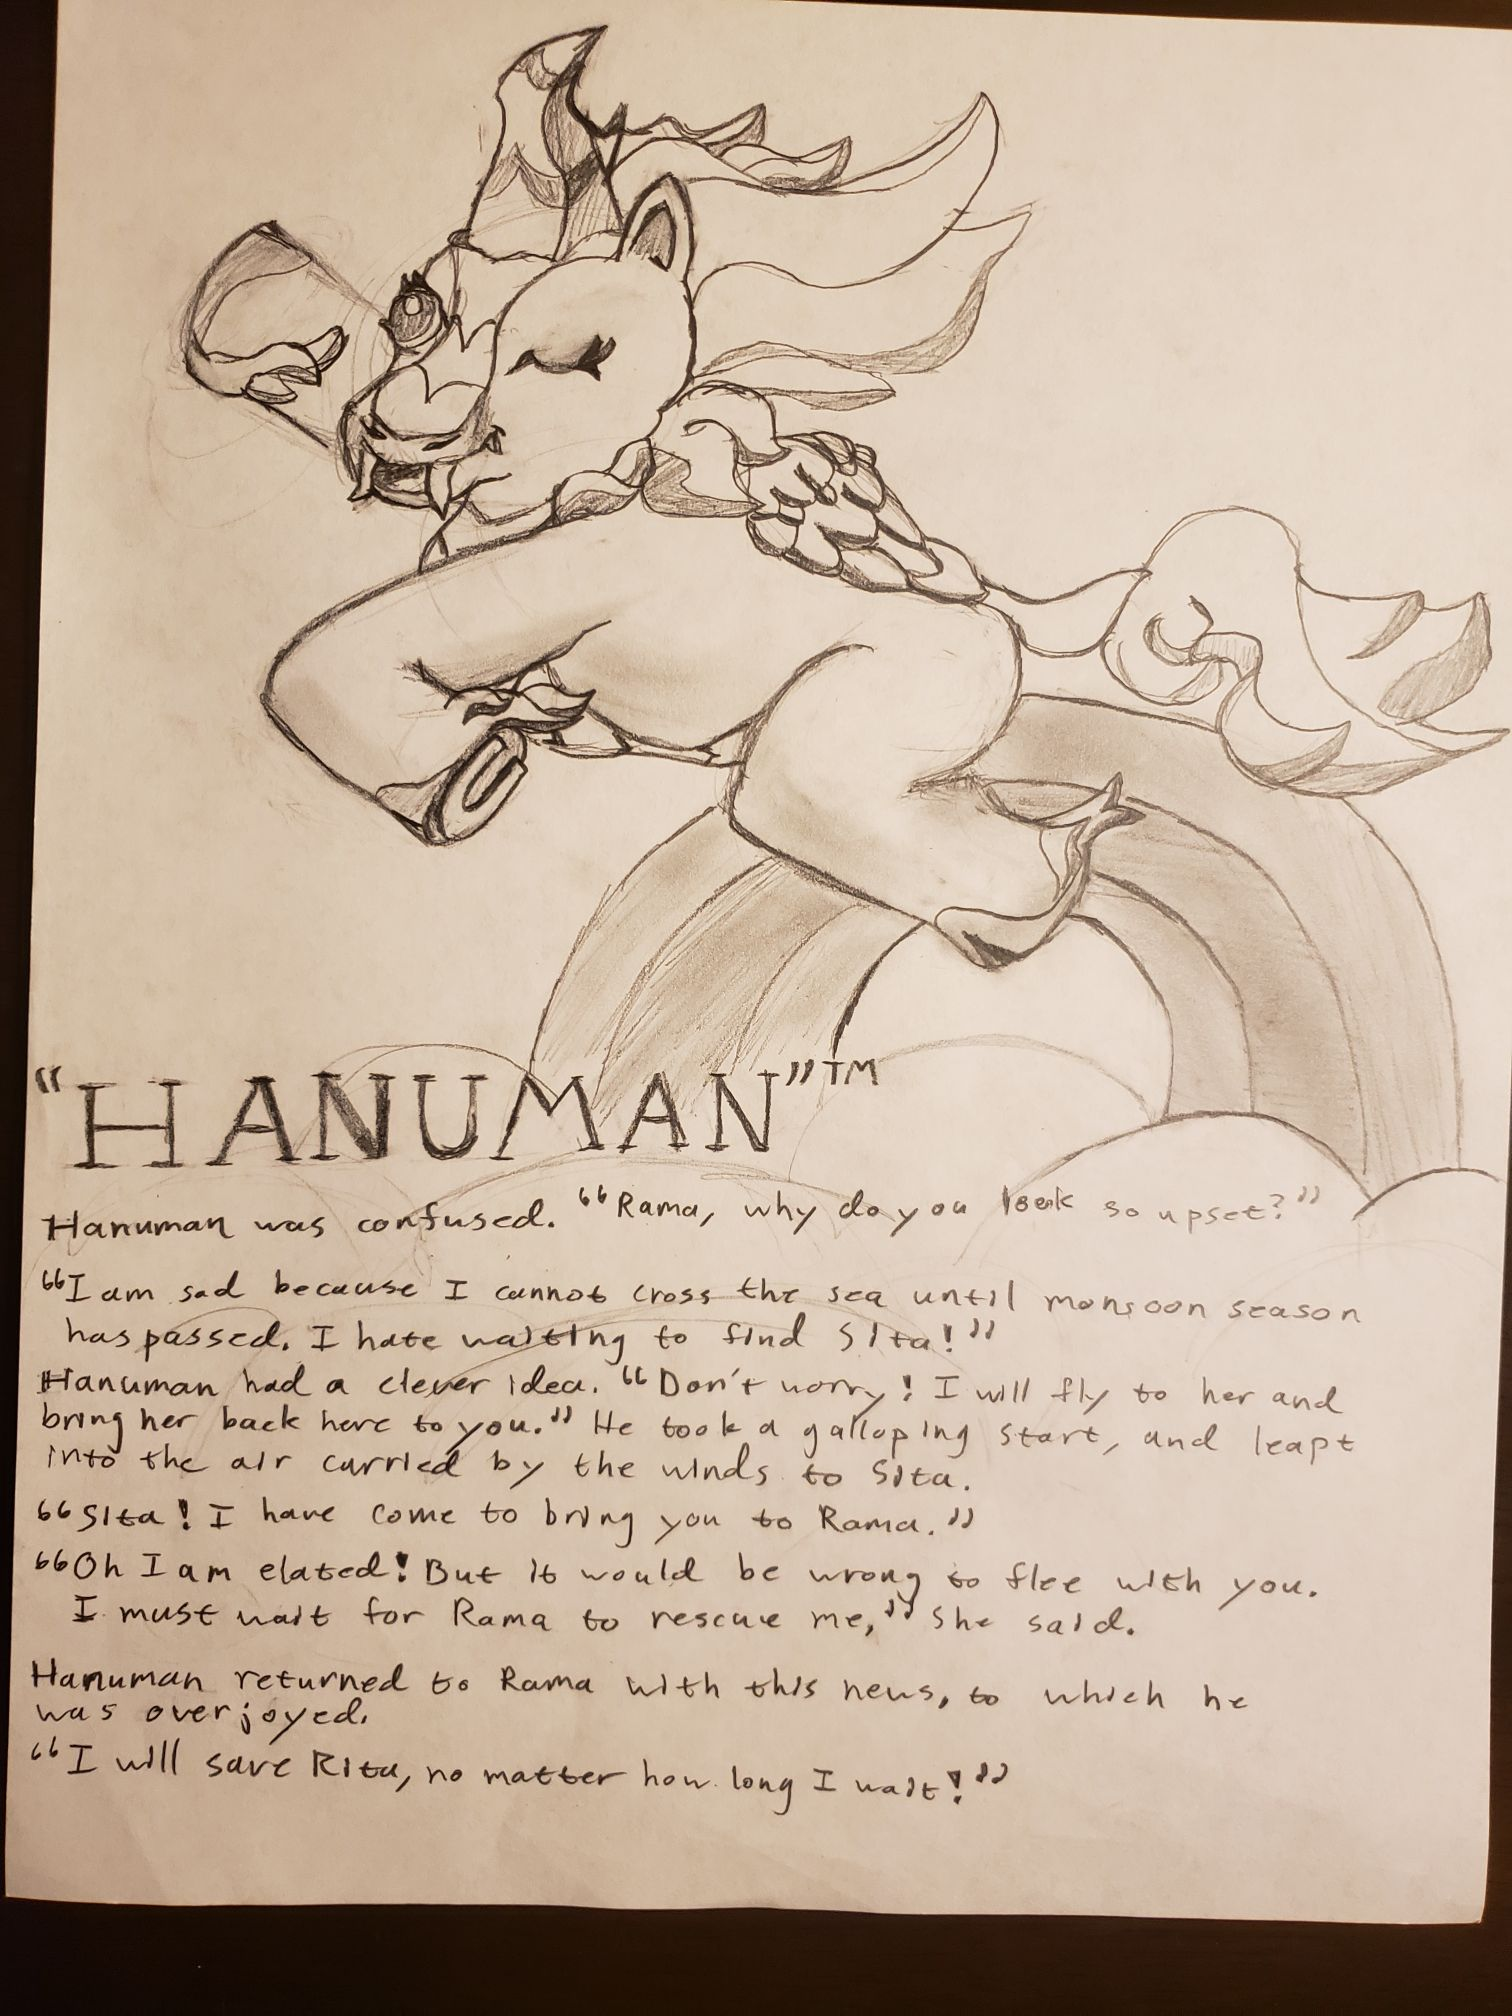 "HANUMAN"™
Hanuman was confused. "Rama, why do you look so upset?"
"I am sad because I cannot cross the sea until monsoon season
has passed. I hate waiting to find Sita!"
Hanuman had a clever idea. "Don't worry! I will fly to her and
bring her back here to you." He took a galloping start, and leapt
into the air carried by the winds to Sita.
"Sita! I have come to bring you to Rama."
"Oh I am elated! But it would be wrong to flee with you.
I must wait for Rama to rescue me," she said.
Hanuman returned to Rama with this news, to which he
was overjoyed.
"I will save Rita, no matter how long I wait!"